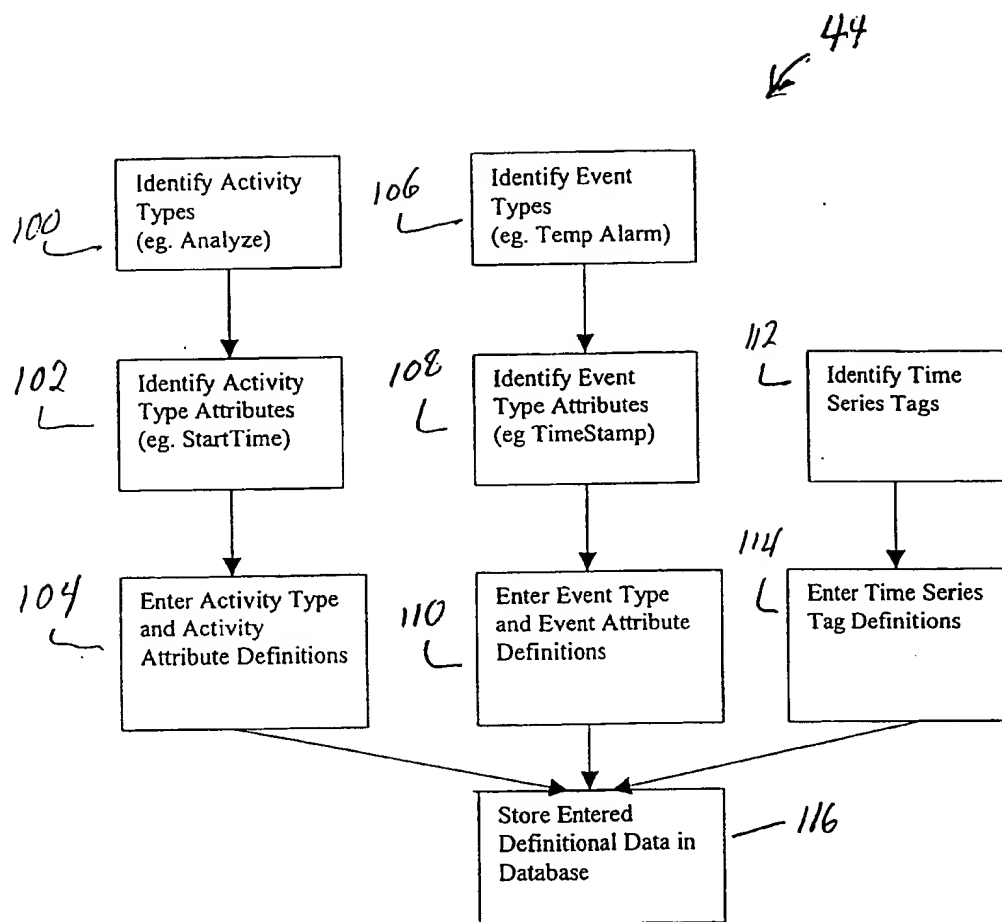 44
100
Identify Activity
Types
(eg. Analyze)
106
Identify Event
Types
(eg. Temp Alarm)
102
Identify Activity
Type Attributes
(eg. StartTime)
108
Identify Event
Type Attributes
(eg TimeStamp)
112
Identify Time
Series Tags
104
Enter Activity Type
and Activity
Attribute Definitions
110
Enter Event Type
and Event Attribute
Definitions
114
Enter Time Series
Tag Definitions
Store Entered
Definitional Data in
Database
116